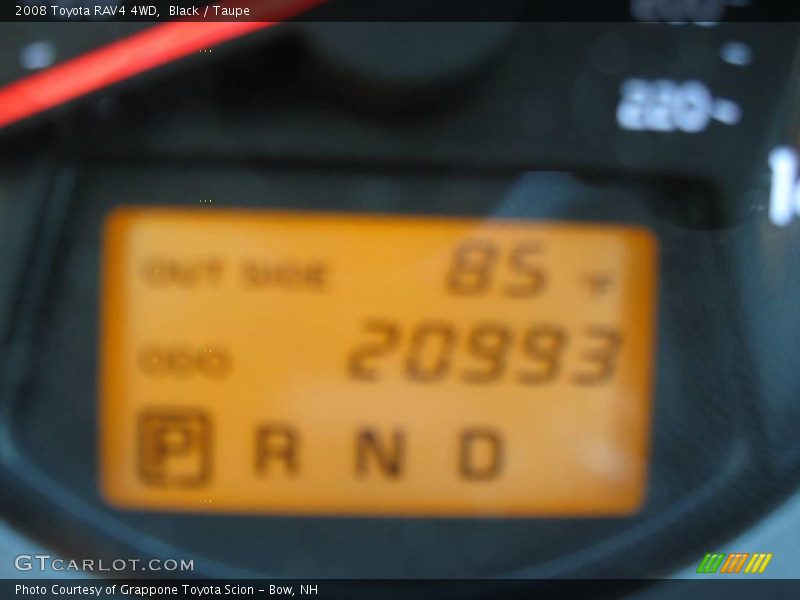 2008 Toyota RAV4 4WD, Black / Taupe
220
OUT SIDE 85 °F
ODO 20993
P R N D
GTCARLOT.COM
Photo Courtesy of Grappone Toyota Scion - Bow, NH